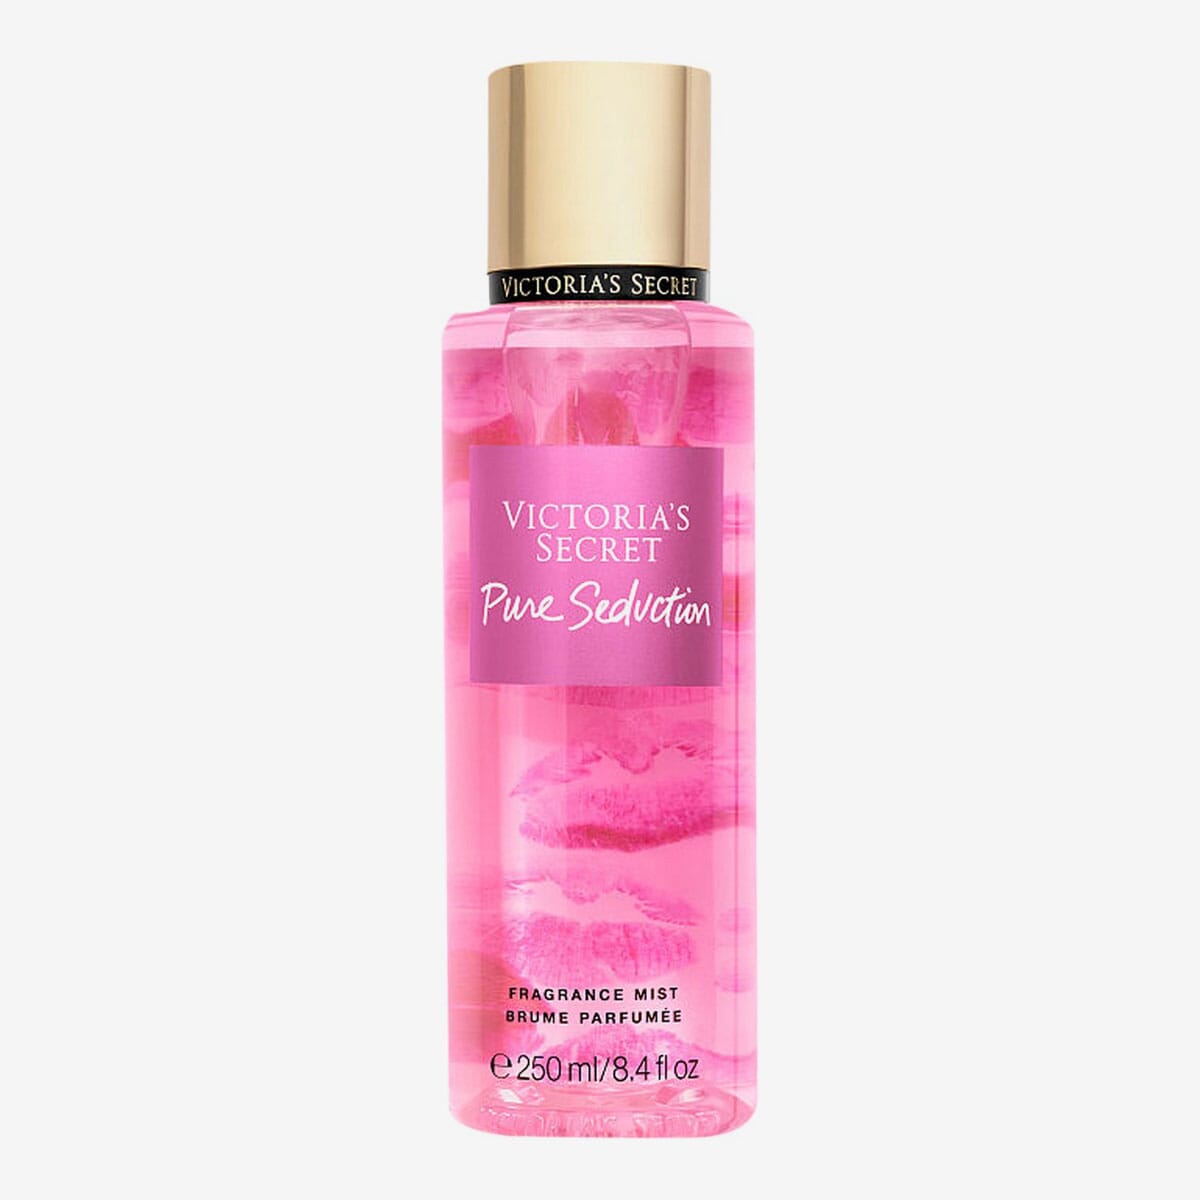 VICTORIA'S SECRET
VICTORIA'S
SECRET
Pure Seduction
FRAGRANCE MIST
BRUME PARFUMÉE
℮250 ml/8.4 fl oz